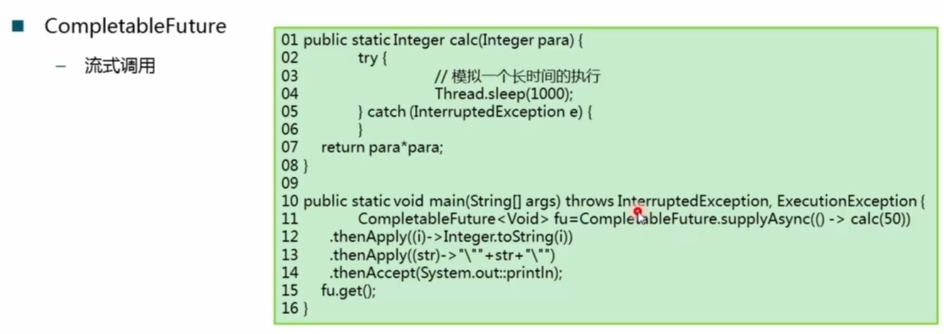 CompletableFuture
– 流式调用
01 public static Integer calc(Integer para) {
02 try {
03 // 模拟一个长时间的执行
04 Thread.sleep(1000);
05 } catch (InterruptedException e) {
06 }
07 return para*para;
08 }
09
10 public static void main(String[] args) throws InterruptedException, ExecutionException {
11 CompletableFuture<Void> fu=CompletableFuture.supplyAsync(() -> calc(50))
12 .thenApply((i)->Integer.toString(i))
13 .thenApply((str)->"\""+str+"\"")
14 .thenAccept(System.out::println);
15 fu.get();
16 }